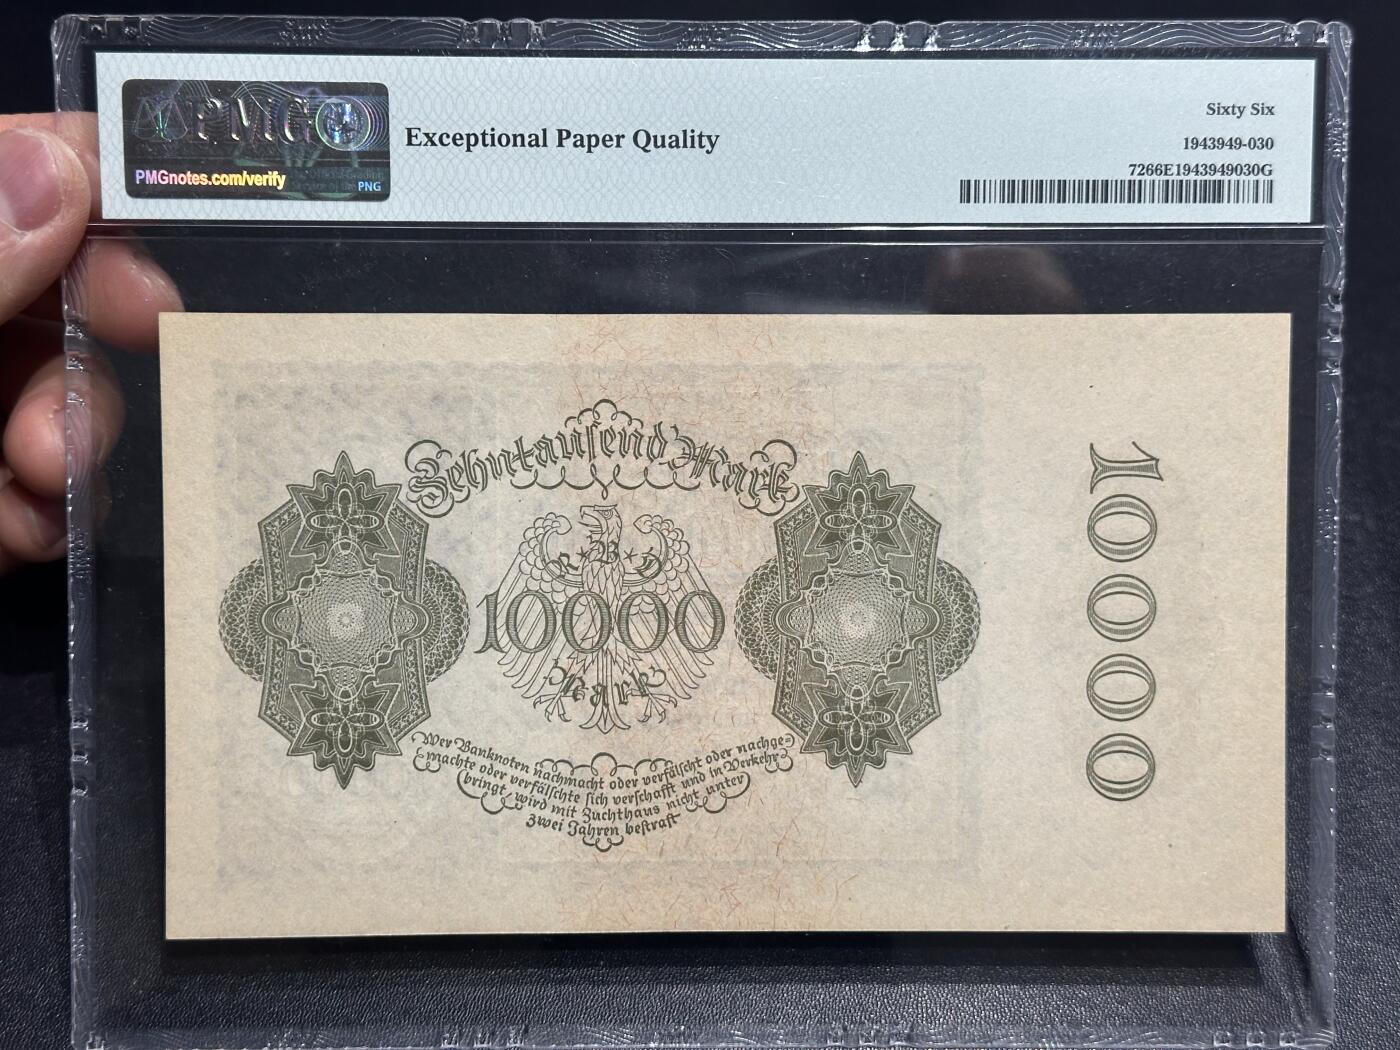 PMG
PMGnotes.com/verify
PNG
Exceptional Paper Quality
Sixty Six
1943949-030
7266E1943949030G
Zehntausend Mark
R*B*D
10000
Mark
10000
Wer Banknoten nachmacht oder verfälscht oder nachge=
machte oder verfälschte sich verschafft und in Verkehr
bringt, wird mit Zuchthaus nicht unter
zwei Jahren bestraft